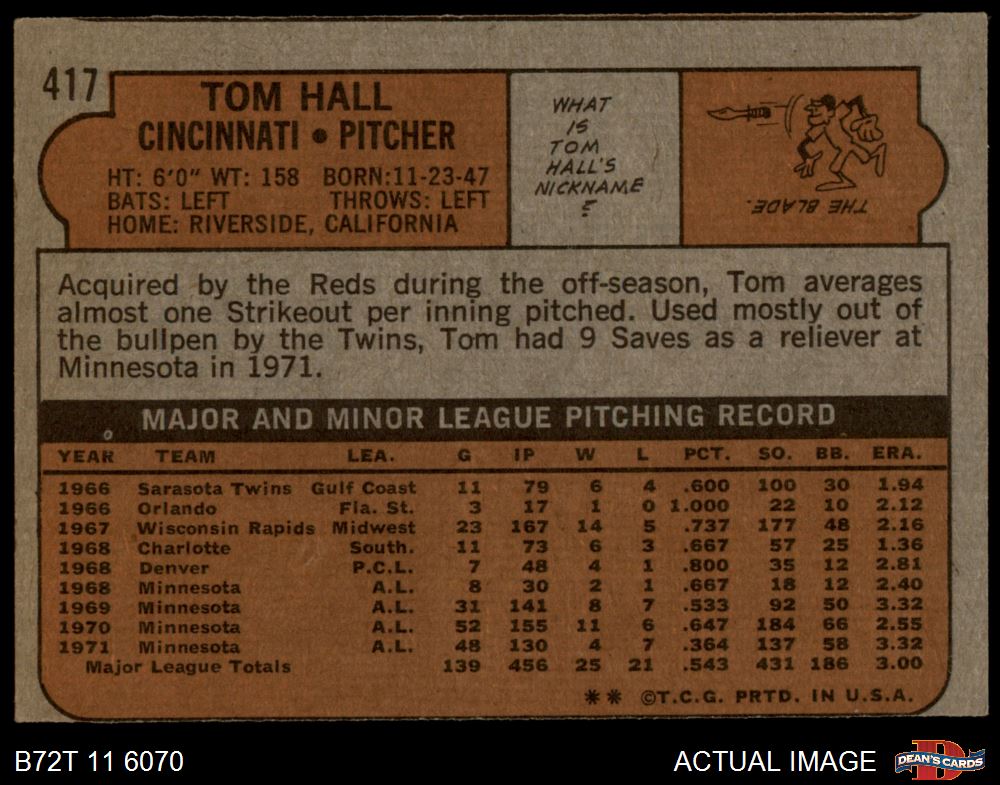 417
TOM HALL
CINCINNATI • PITCHER
HT: 6'0" WT: 158 BORN:11-23-47
BATS: LEFT THROWS: LEFT
HOME: RIVERSIDE, CALIFORNIA
WHAT
IS
TOM
HALL'S
NICKNAME
?
THE BLADE.
Acquired by the Reds during the off-season, Tom averages
almost one Strikeout per inning pitched. Used mostly out of
the bullpen by the Twins, Tom had 9 Saves as a reliever at
Minnesota in 1971.
MAJOR AND MINOR LEAGUE PITCHING RECORD
YEAR TEAM LEA. G IP W L PCT. SO. BB. ERA.
1966 Sarasota Twins Gulf Coast 11 79 6 4 .600 100 30 1.94
1966 Orlando Fla. St. 3 17 1 0 1.000 22 10 2.12
1967 Wisconsin Rapids Midwest 23 167 14 5 .737 177 48 2.16
1968 Charlotte South. 11 73 6 3 .667 57 25 1.36
1968 Denver P.C.L. 7 48 4 1 .800 35 12 2.81
1968 Minnesota A.L. 8 30 2 1 .667 18 12 2.40
1969 Minnesota A.L. 31 141 8 7 .533 92 50 3.32
1970 Minnesota A.L. 52 155 11 6 .647 184 66 2.55
1971 Minnesota A.L. 48 130 4 7 .364 137 58 3.32
Major League Totals 139 456 25 21 .543 431 186 3.00
** ©T.C.G. PRTD. IN U.S.A.
B72T 11 6070
ACTUAL IMAGE
DEAN'S CARDS